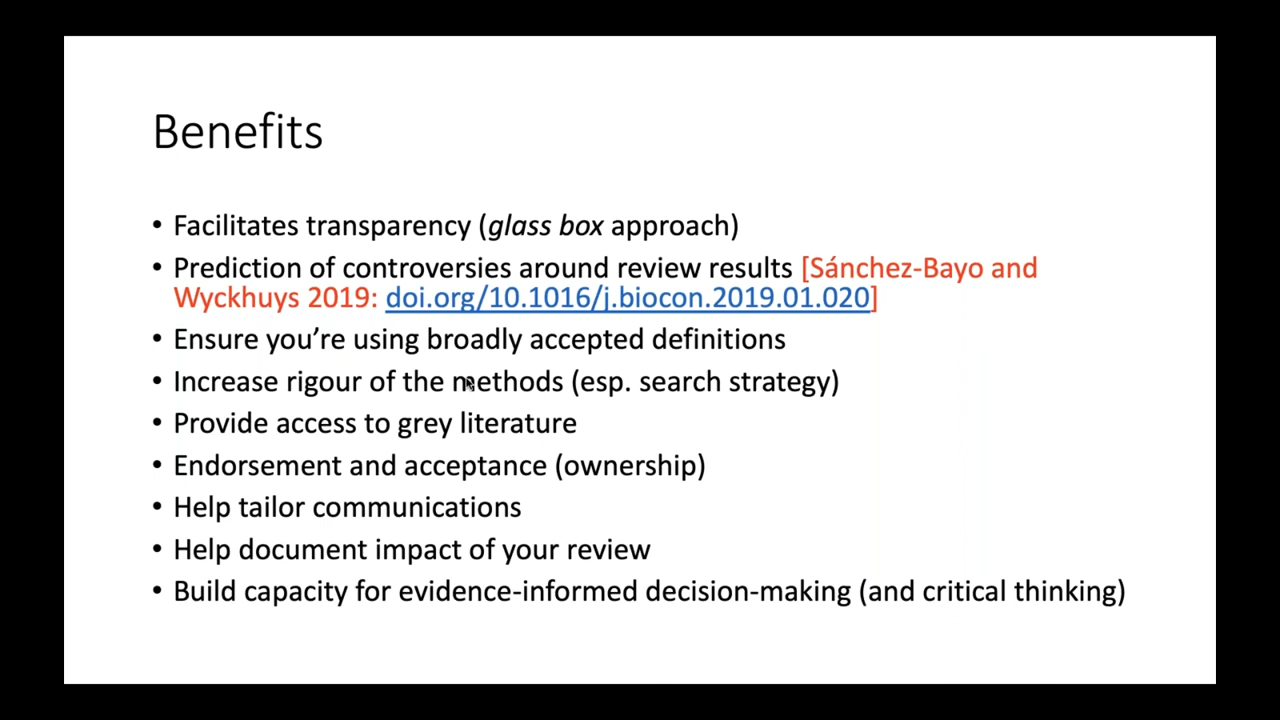 Benefits
• Facilitates transparency (glass box approach)
• Prediction of controversies around review results [Sánchez-Bayo and
Wyckhuys 2019: doi.org/10.1016/j.biocon.2019.01.020]
• Ensure you’re using broadly accepted definitions
• Increase rigour of the methods (esp. search strategy)
• Provide access to grey literature
• Endorsement and acceptance (ownership)
• Help tailor communications
• Help document impact of your review
• Build capacity for evidence-informed decision-making (and critical thinking)